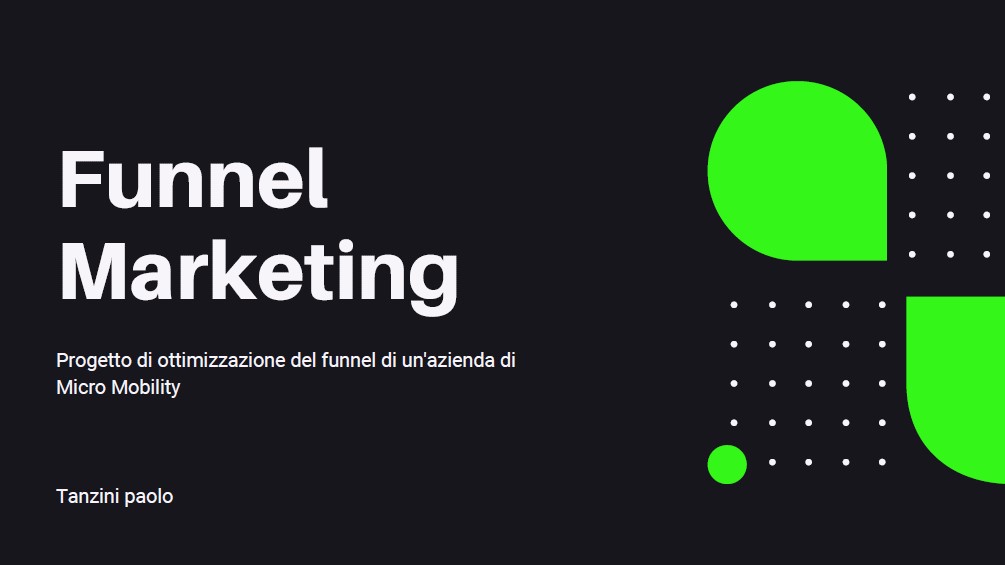 Funnel
Marketing
Progetto di ottimizzazione del funnel di un'azienda di
Micro Mobility
Tanzini paolo